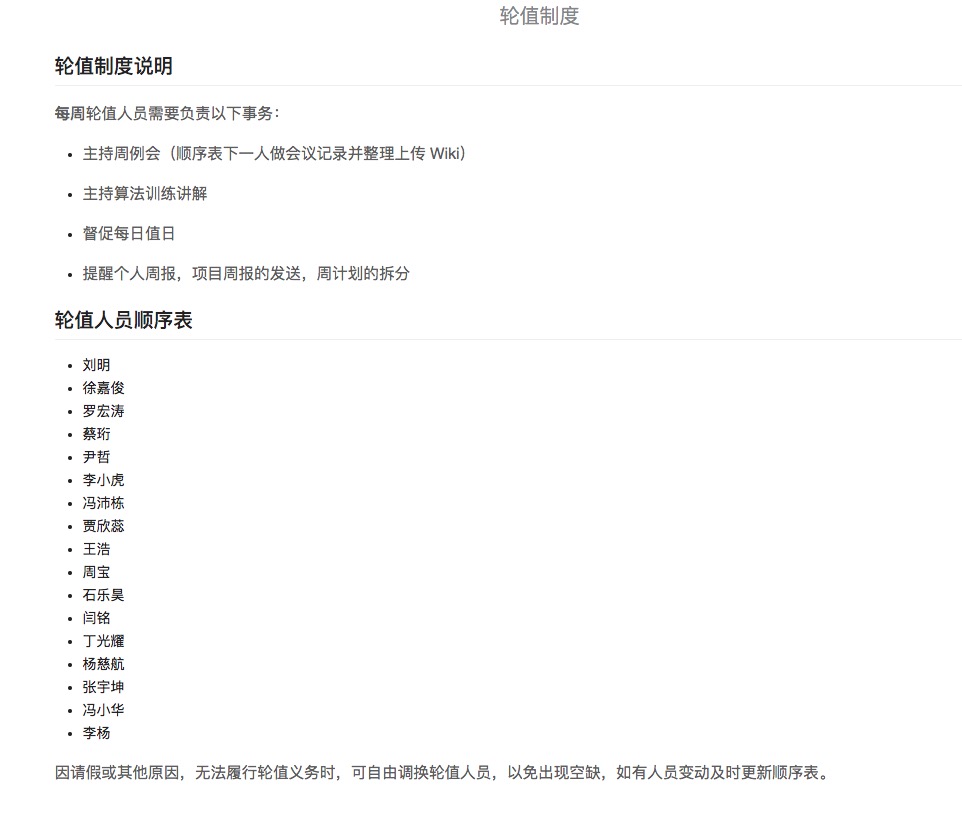 轮值制度
轮值制度说明
每周轮值人员需要负责以下事务：
主持周例会（顺序表下一人做会议记录并整理上传 Wiki）
主持算法训练讲解
督促每日值日
提醒个人周报，项目周报的发送，周计划的拆分
轮值人员顺序表
刘明
徐嘉俊
罗宏涛
蔡珩
尹哲
李小虎
冯沛栋
贾欣蕊
王浩
周宝
石乐昊
闫铭
丁光耀
杨慈航
张宇坤
冯小华
李杨
因请假或其他原因，无法履行轮值义务时，可自由调换轮值人员，以免出现空缺，如有人员变动及时更新顺序表。